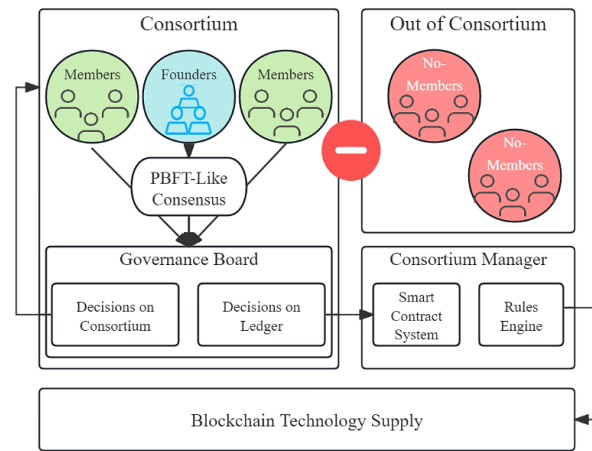 Consortium
Members
Founders
Members
PBFT-Like
Consensus
Governance Board
Decisions on
Consortium
Decisions on
Ledger
Out of Consortium
No-
Members
No-
Members
Consortium Manager
Smart
Contract
System
Rules
Engine
Blockchain Technology Supply